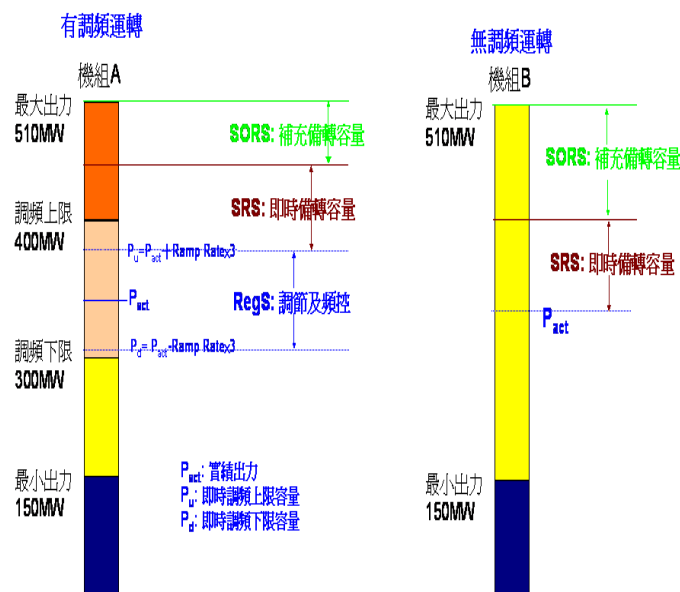 有調頻運轉
無調頻運轉
機組A
機組B
最大出力
510MW
SORS: 補充備轉容量
SRS: 即時備轉容量
調頻上限
400MW
Pu=Pact+Ramp Ratex3
Pact
RegS: 調節及頻控
Pd= Pact-Ramp Ratex3
調頻下限
300MW
最小出力
150MW
Pact: 實績出力
Pu: 即時調頻上限容量
Pd: 即時調頻下限容量
最大出力
510MW
SORS: 補充備轉容量
SRS: 即時備轉容量
Pact
最小出力
150MW